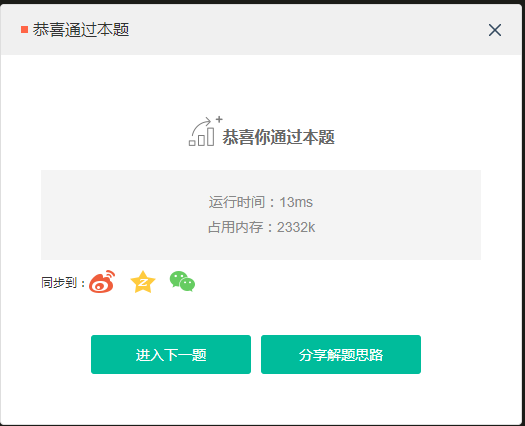 恭喜通过本题
恭喜你通过本题
运行时间：13ms
占用内存：2332k
同步到：
进入下一题
分享解题思路